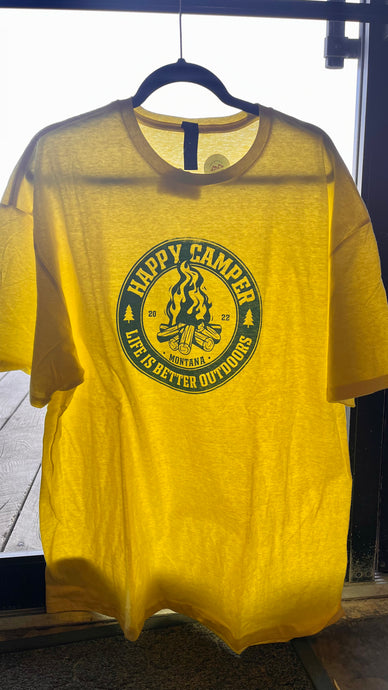 HAPPY CAMPER
20 22
MONTANA
LIFE IS BETTER OUTDOORS